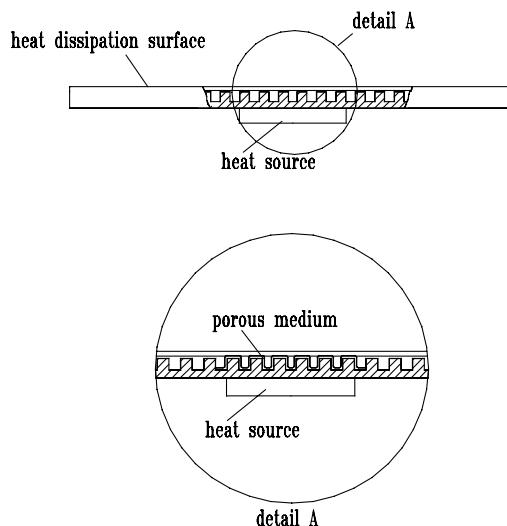 detail A
heat dissipation surface
heat source
porous medium
heat source
detail A